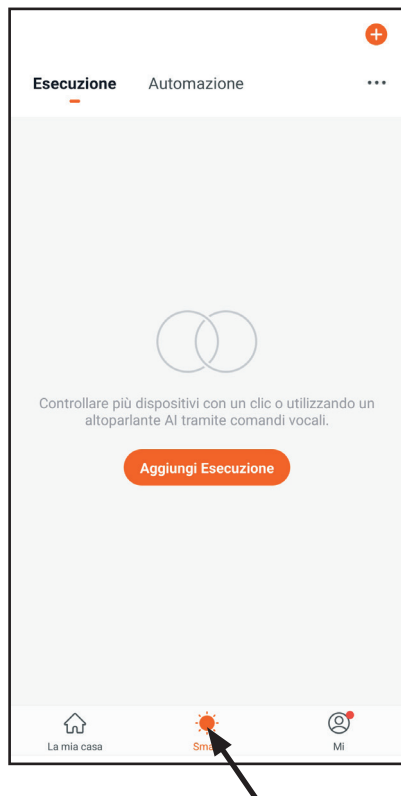 Esecuzione Automazione
Controllare più dispositivi con un clic o utilizzando un
altoparlante AI tramite comandi vocali.
Aggiungi Esecuzione
La mia casa Mi